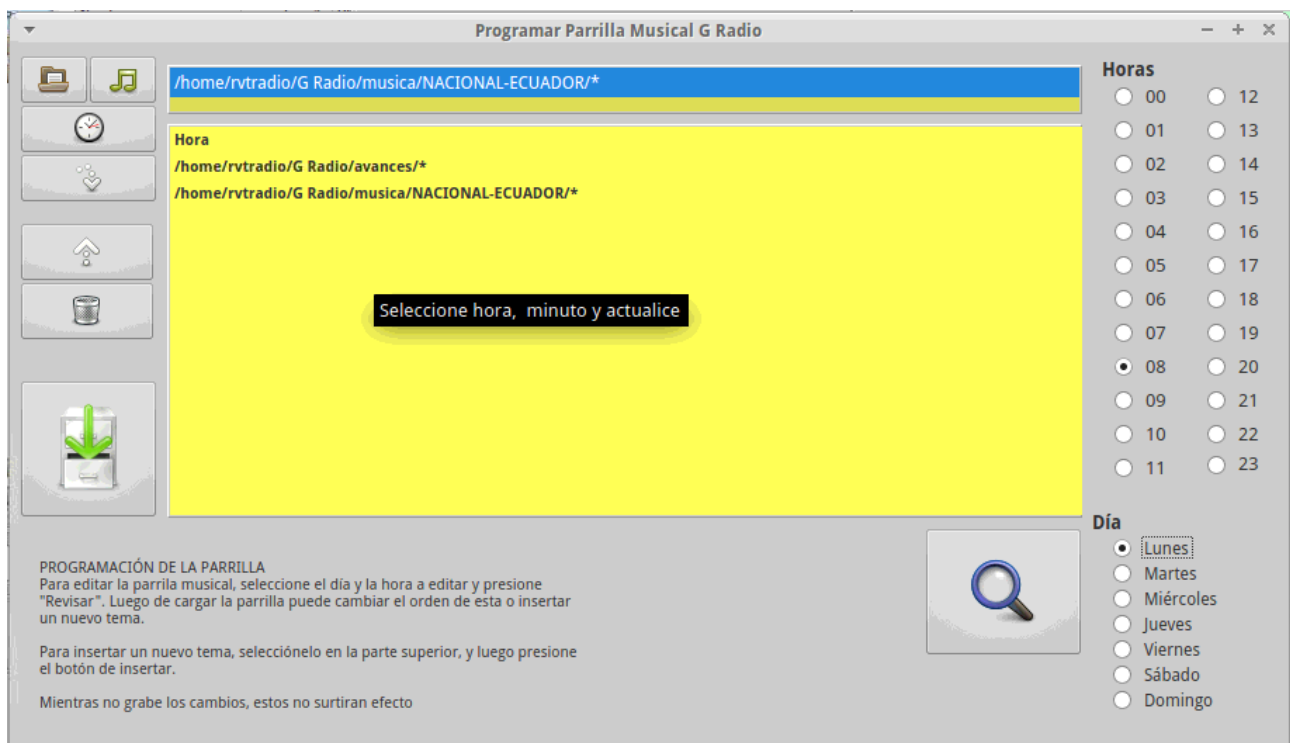 Programar Parrilla Musical G Radio
/home/rvtradio/G Radio/musica/NACIONAL-ECUADOR/*
Hora
/home/rvtradio/G Radio/avances/*
/home/rvtradio/G Radio/musica/NACIONAL-ECUADOR/*
Seleccione hora,  minuto y actualice
Horas
00 12
01 13
02 14
03 15
04 16
05 17
06 18
07 19
08 20
09 21
10 22
11 23
Día
Lunes
Martes
Miércoles
Jueves
Viernes
Sábado
Domingo
PROGRAMACIÓN DE LA PARRILLA
Para editar la parrila musical, seleccione el día y la hora a editar y presione
"Revisar". Luego de cargar la parrilla puede cambiar el orden de esta o insertar
un nuevo tema.
Para insertar un nuevo tema, selecciónelo en la parte superior, y luego presione
el botón de insertar.
Mientras no grabe los cambios, estos no surtiran efecto